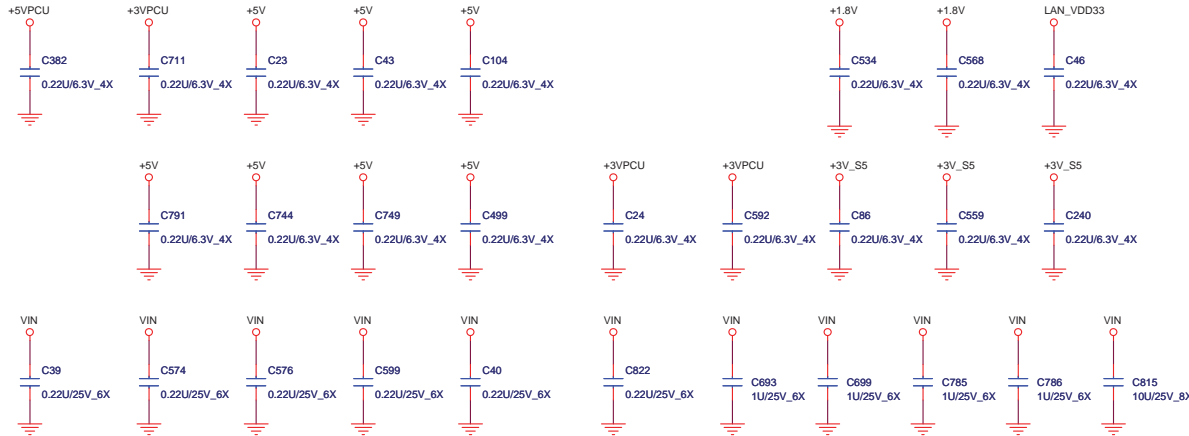 +5VPCU +3VPCU +5V +5V +5V +1.8V +1.8V LAN_VDD33
C382 C711 C23 C43 C104 C534 C568 C46
0.22U/6.3V_4X 0.22U/6.3V_4X 0.22U/6.3V_4X 0.22U/6.3V_4X 0.22U/6.3V_4X 0.22U/6.3V_4X 0.22U/6.3V_4X 0.22U/6.3V_4X
+5V +5V +5V +5V +3VPCU +3VPCU +3V_S5 +3V_S5 +3V_S5
C791 C744 C749 C499 C24 C592 C86 C559 C240
0.22U/6.3V_4X 0.22U/6.3V_4X 0.22U/6.3V_4X 0.22U/6.3V_4X 0.22U/6.3V_4X 0.22U/6.3V_4X 0.22U/6.3V_4X 0.22U/6.3V_4X 0.22U/6.3V_4X
VIN VIN VIN VIN VIN VIN VIN VIN VIN VIN VIN
C39 C574 C576 C599 C40 C822 C693 C699 C785 C786 C815
0.22U/25V_6X 0.22U/25V_6X 0.22U/25V_6X 0.22U/25V_6X 0.22U/25V_6X 0.22U/25V_6X 1U/25V_6X 1U/25V_6X 1U/25V_6X 1U/25V_6X 10U/25V_8X